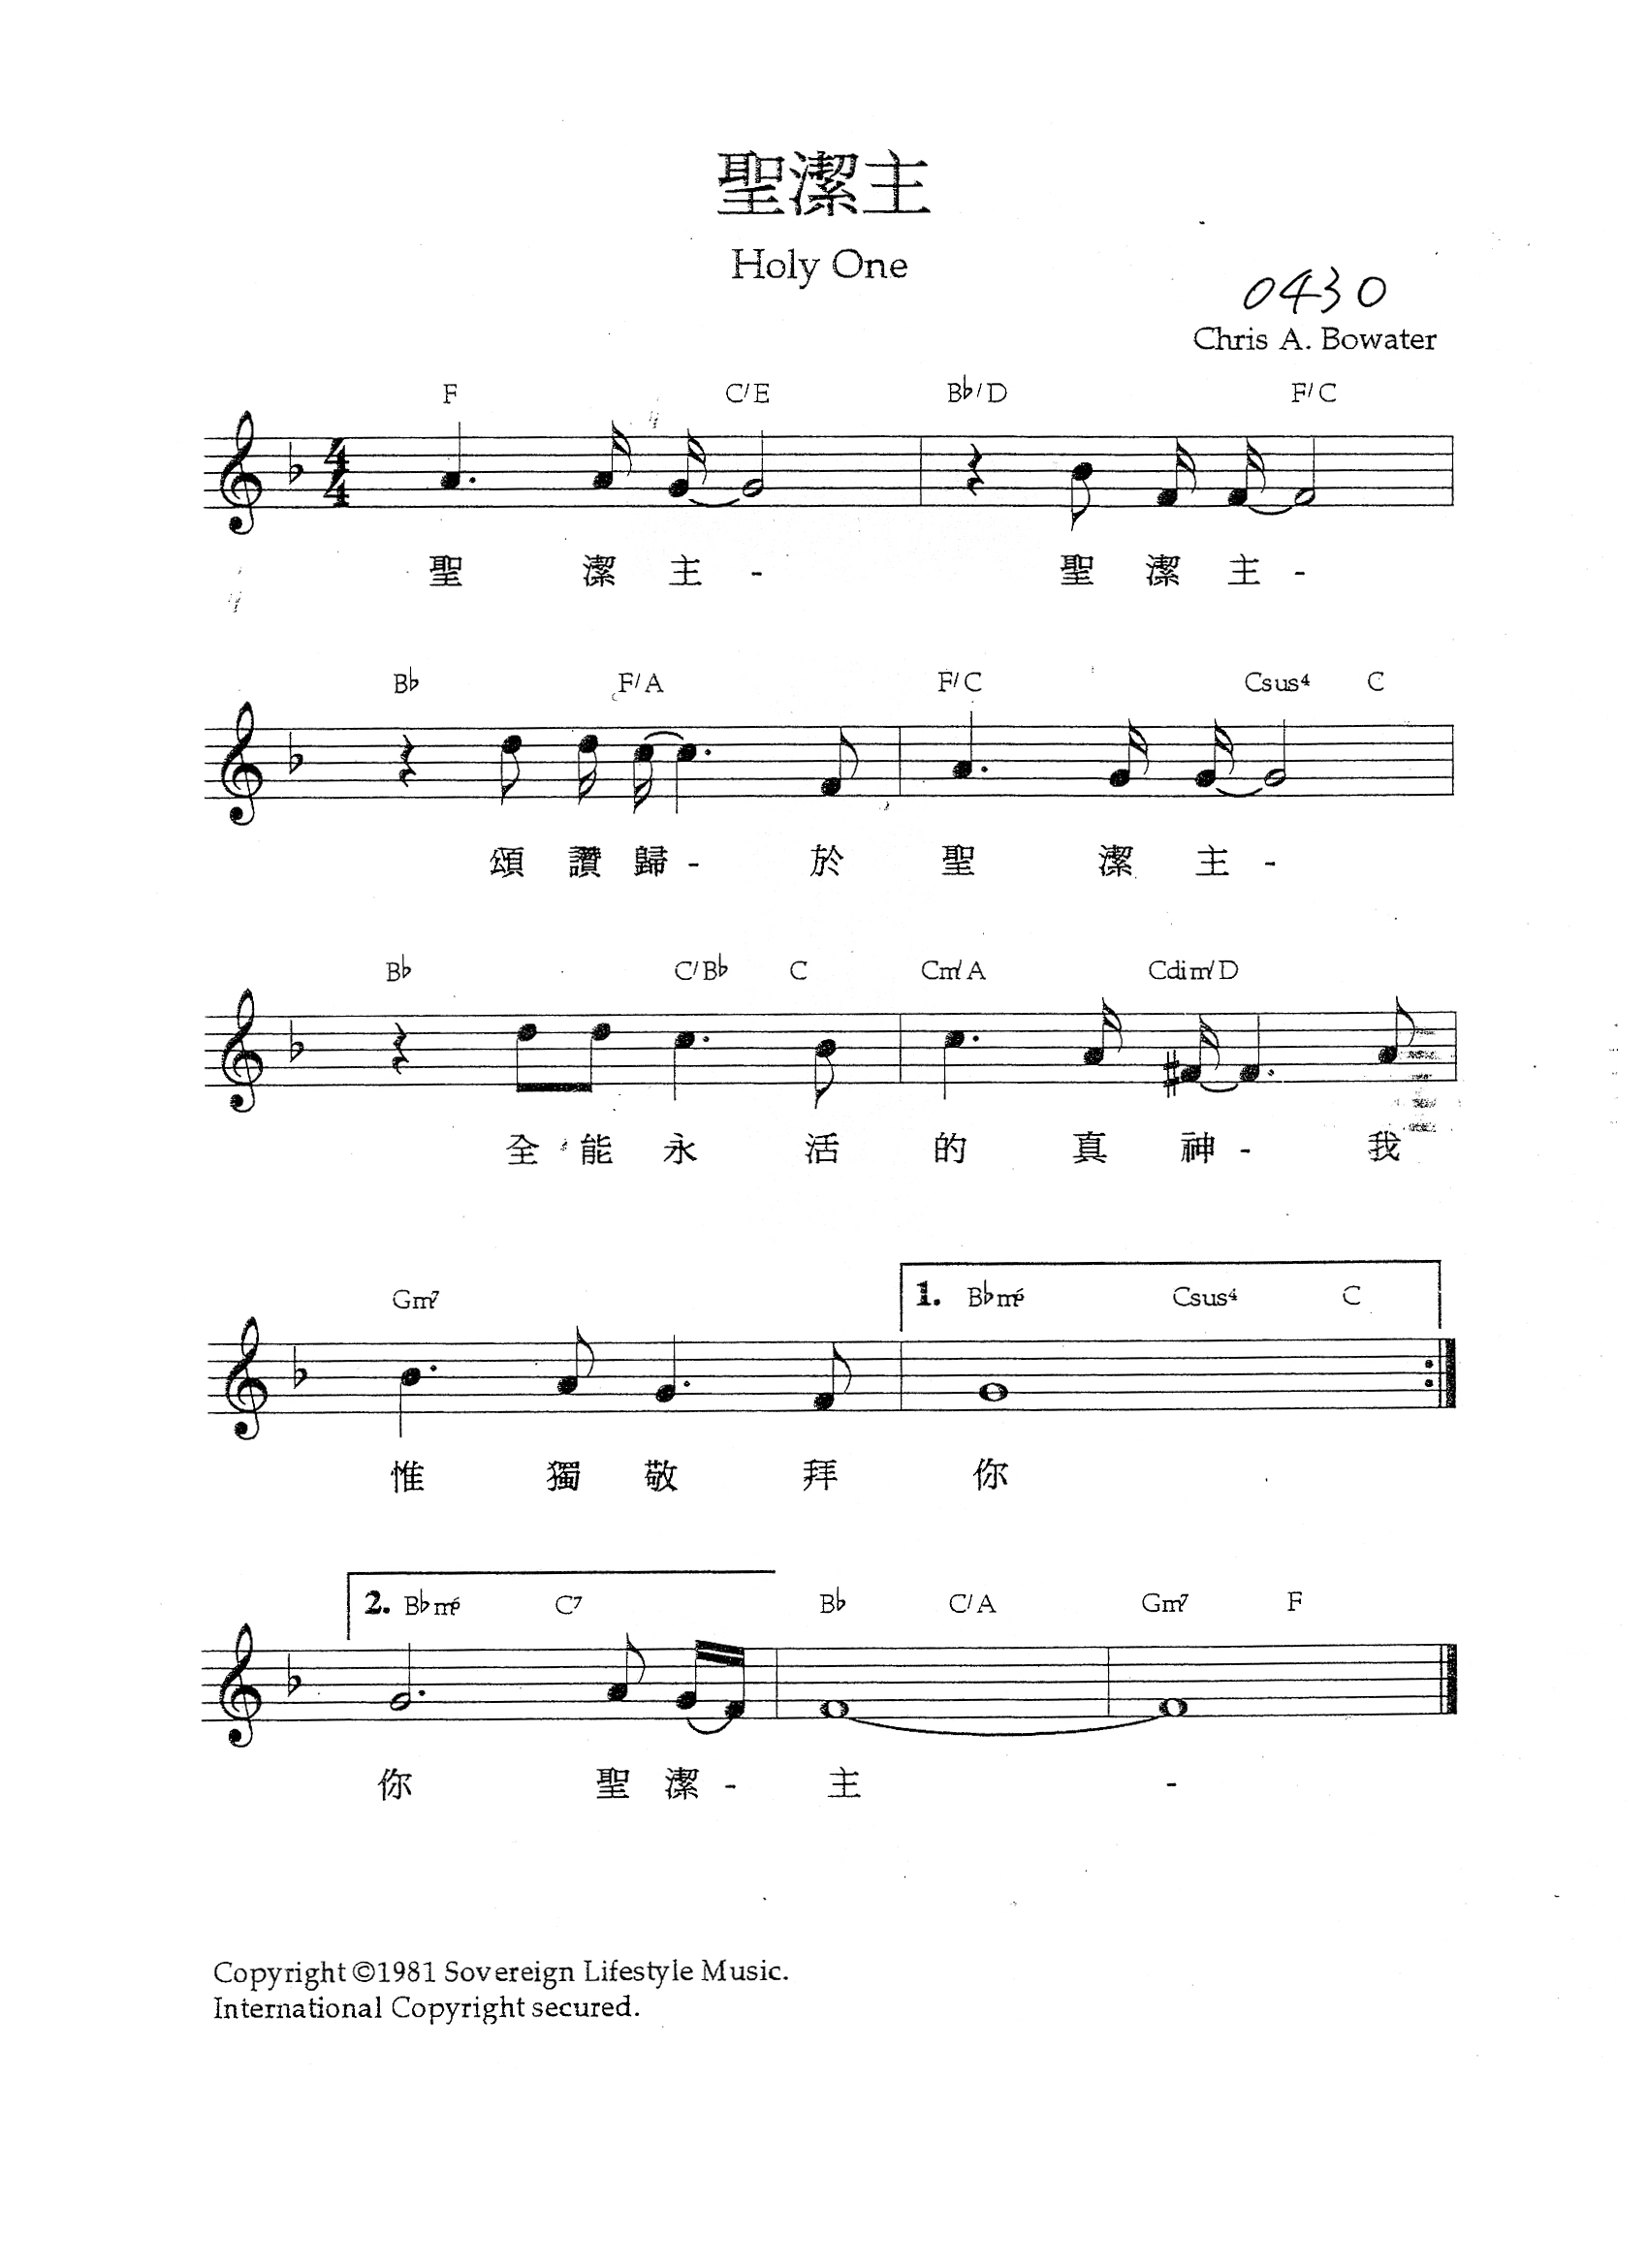 聖潔主
Holy One
0430
Chris A. Bowater
F C/E B♭/D F/C
4/4
聖 潔 主 - 聖 潔 主 -
B♭ F/A F/C Csus4 C
頌 讚 歸 - 於 聖 潔 主 -
B♭ C/B♭ C Cm/A Cdim/D
全 能 永 活 的 真 神 - 我
Gm7 1. B♭m6 Csus4 C
惟 獨 敬 拜 你
2. B♭m6 C7 B♭ C/A Gm7 F
你 聖 潔 - 主 -
Copyright ©1981 Sovereign Lifestyle Music.
International Copyright secured.